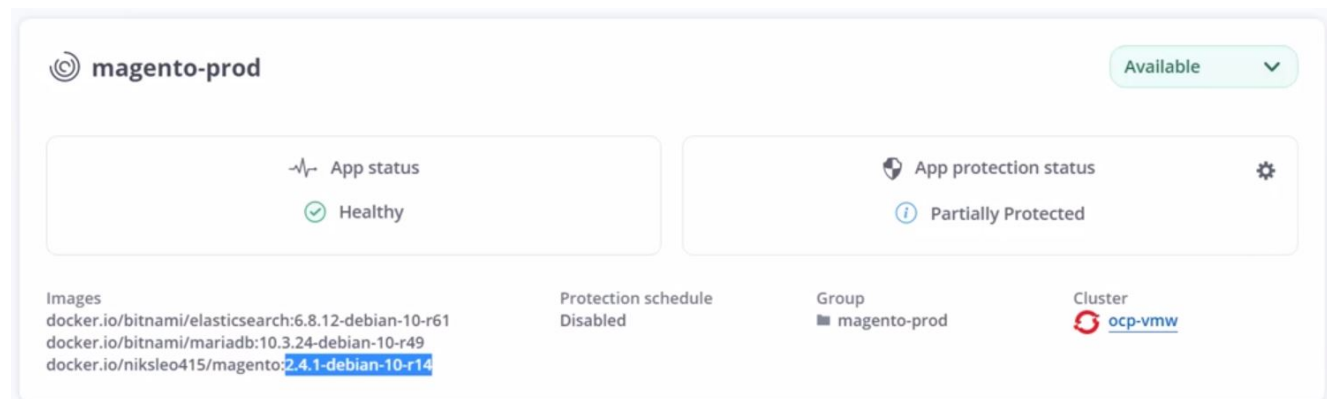 magento-prod
Available
App status
Healthy
App protection status
Partially Protected
Images
docker.io/bitnami/elasticsearch:6.8.12-debian-10-r61
docker.io/bitnami/mariadb:10.3.24-debian-10-r49
docker.io/niksleo415/magento:2.4.1-debian-10-r14
Protection schedule
Disabled
Group
magento-prod
Cluster
ocp-vmw